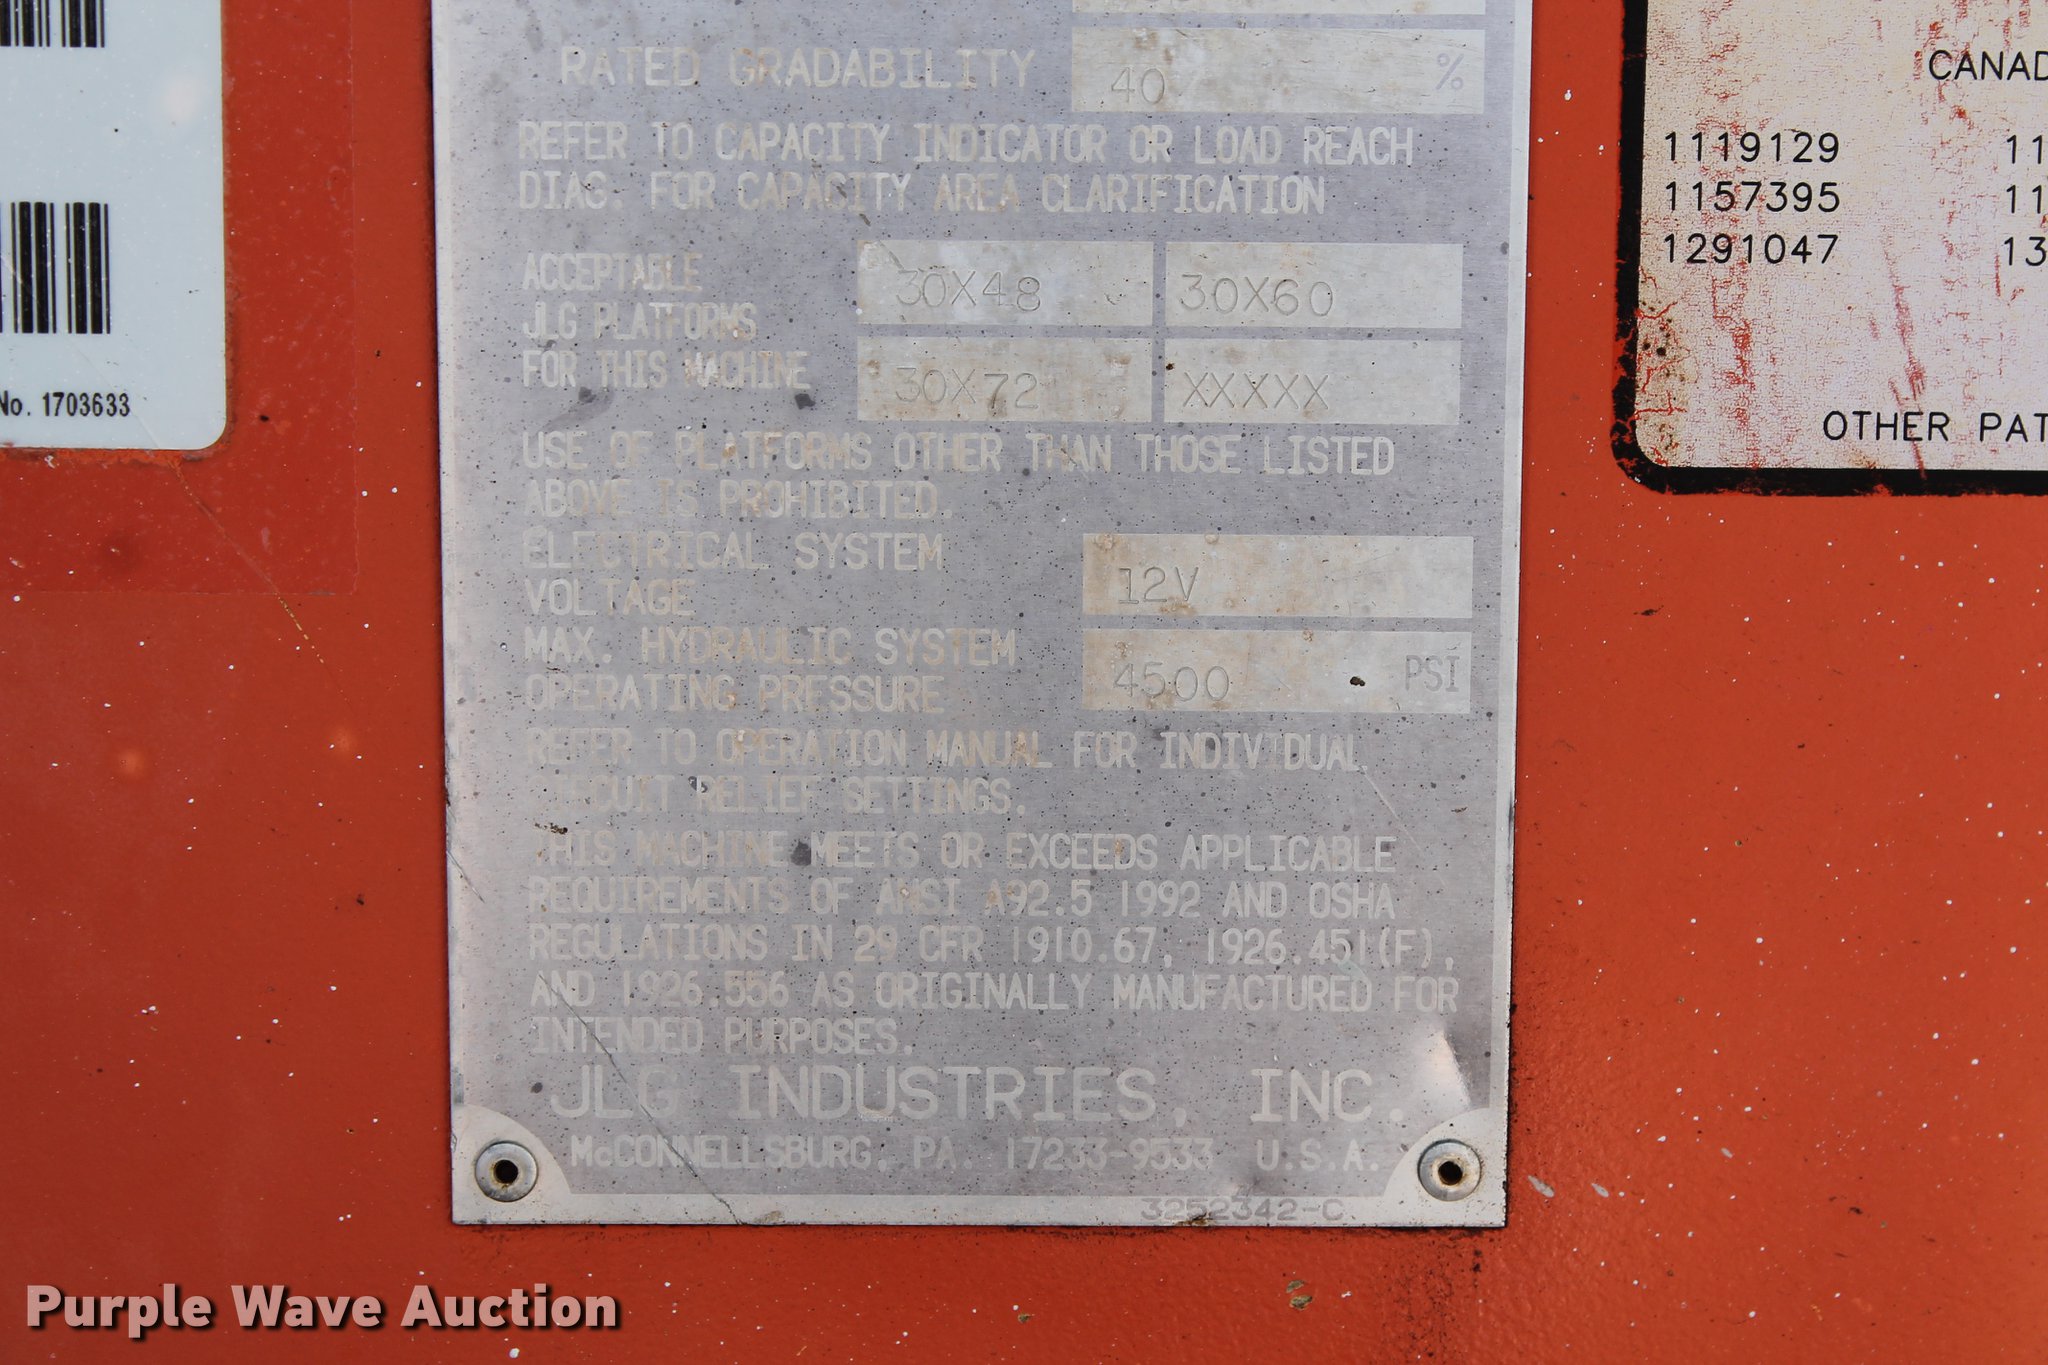 RATED GRADABILITY 40 %
REFER TO CAPACITY INDICATOR OR LOAD REACH
DIAG. FOR CAPACITY AREA CLARIFICATION
ACCEPTABLE
JLG PLATFORMS
FOR THIS MACHINE
30X48 30X60
30X72 XXXXX
USE OF PLATFORMS OTHER THAN THOSE LISTED
ABOVE IS PROHIBITED.
ELECTRICAL SYSTEM
VOLTAGE
12V
MAX. HYDRAULIC SYSTEM
OPERATING PRESSURE
4500 PSI
REFER TO OPERATION MANUAL FOR INDIVIDUAL
CIRCUIT RELIEF SETTINGS.
THIS MACHINE MEETS OR EXCEEDS APPLICABLE
REQUIREMENTS OF ANSI A92.5 1992 AND OSHA
REGULATIONS IN 29 CFR 1910.67, 1926.451(F),
AND 1926.556 AS ORIGINALLY MANUFACTURED FOR
INTENDED PURPOSES.
JLG INDUSTRIES, INC.
McCONNELLSBURG, PA. 17233-9533 U.S.A.
3252342-C
No. 1703633
CANAD
1119129 11
1157395 11
1291047 13
OTHER PAT
Purple Wave Auction